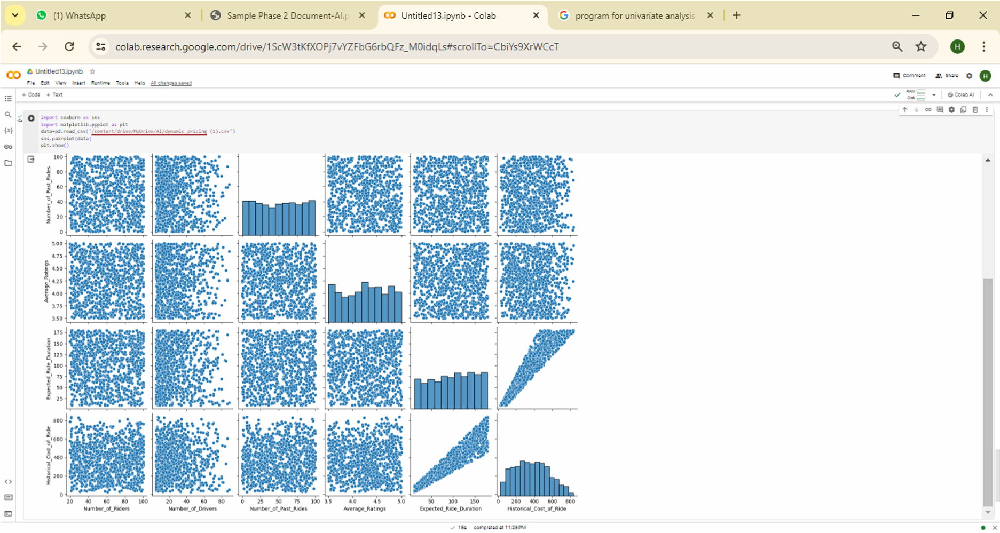 (1) WhatsApp
Sample Phase 2 Document-AI.p
Untitled13.ipynb - Colab
program for univariate analysis
colab.research.google.com/drive/1ScW3tKfXOPj7vYZFbG6rbQFz_M0idqLs#scrollTo=CbiYs9XrWCcT
H
Untitled13.ipynb
File Edit View Insert Runtime Tools Help All changes saved
Comment Share H
+ Code + Text
RAM
Disk
Colab AI
15s
import seaborn as sns
import matplotlib.pyplot as plt
data=pd.read_csv('/content/drive/MyDrive/AI/dynamic_pricing (1).csv')
sns.pairplot(data)
plt.show()
Number_of_Past_Rides
100
80
60
40
20
0
Average_Ratings
5.00
4.75
4.50
4.25
4.00
3.75
3.50
Expected_Ride_Duration
175
150
125
100
75
50
25
Historical_Cost_of_Ride
800
600
400
200
0
20 40 60 80 100
20 40 60 80
0 25 50 75 100
3.5 4.0 4.5 5.0
50 100 150
0 200 400 600 800
Number_of_Riders
Number_of_Drivers
Number_of_Past_Rides
Average_Ratings
Expected_Ride_Duration
Historical_Cost_of_Ride
15s completed at 11:25 PM